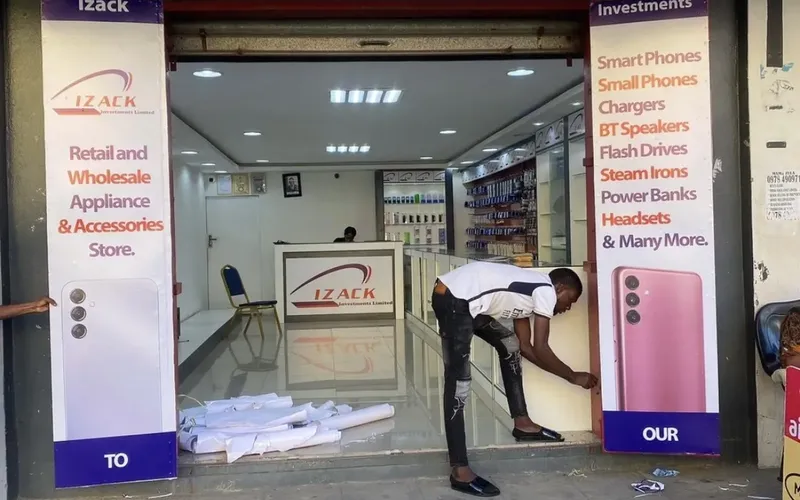 Izack
IZACK
Investments Limited
Retail and
Wholesale
Appliance
& Accessories
Store.
TO
IZACK
Investments Limited
Investments
Smart Phones
Small Phones
Chargers
BT Speakers
Flash Drives
Steam Irons
Power Banks
Headsets
& Many More.
OUR